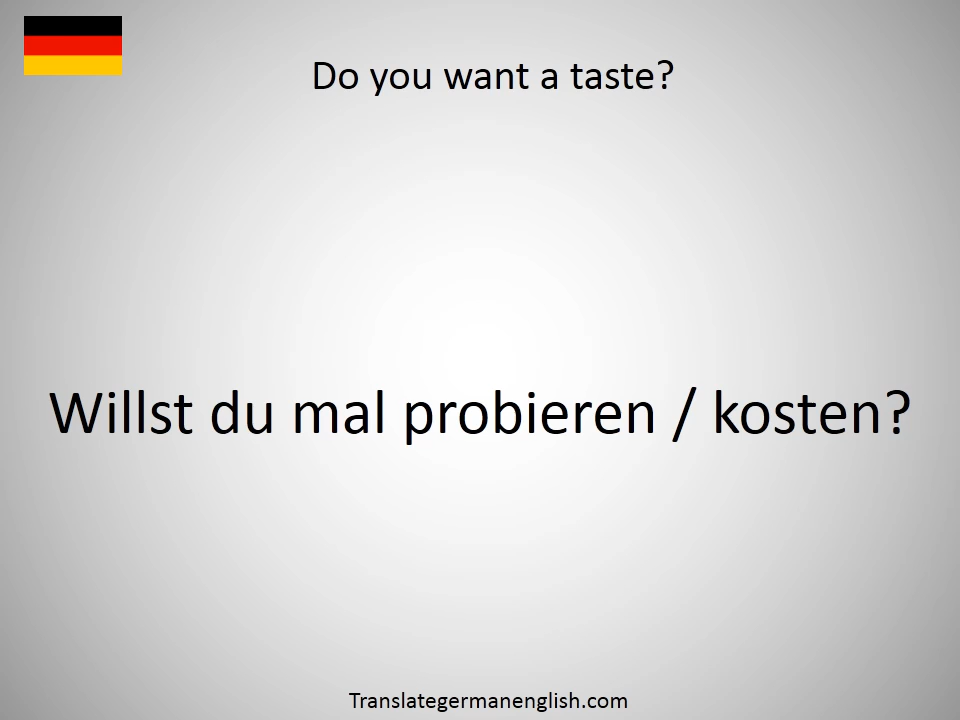 Do you want a taste?
Willst du mal probieren / kosten?
Translategermanenglish.com